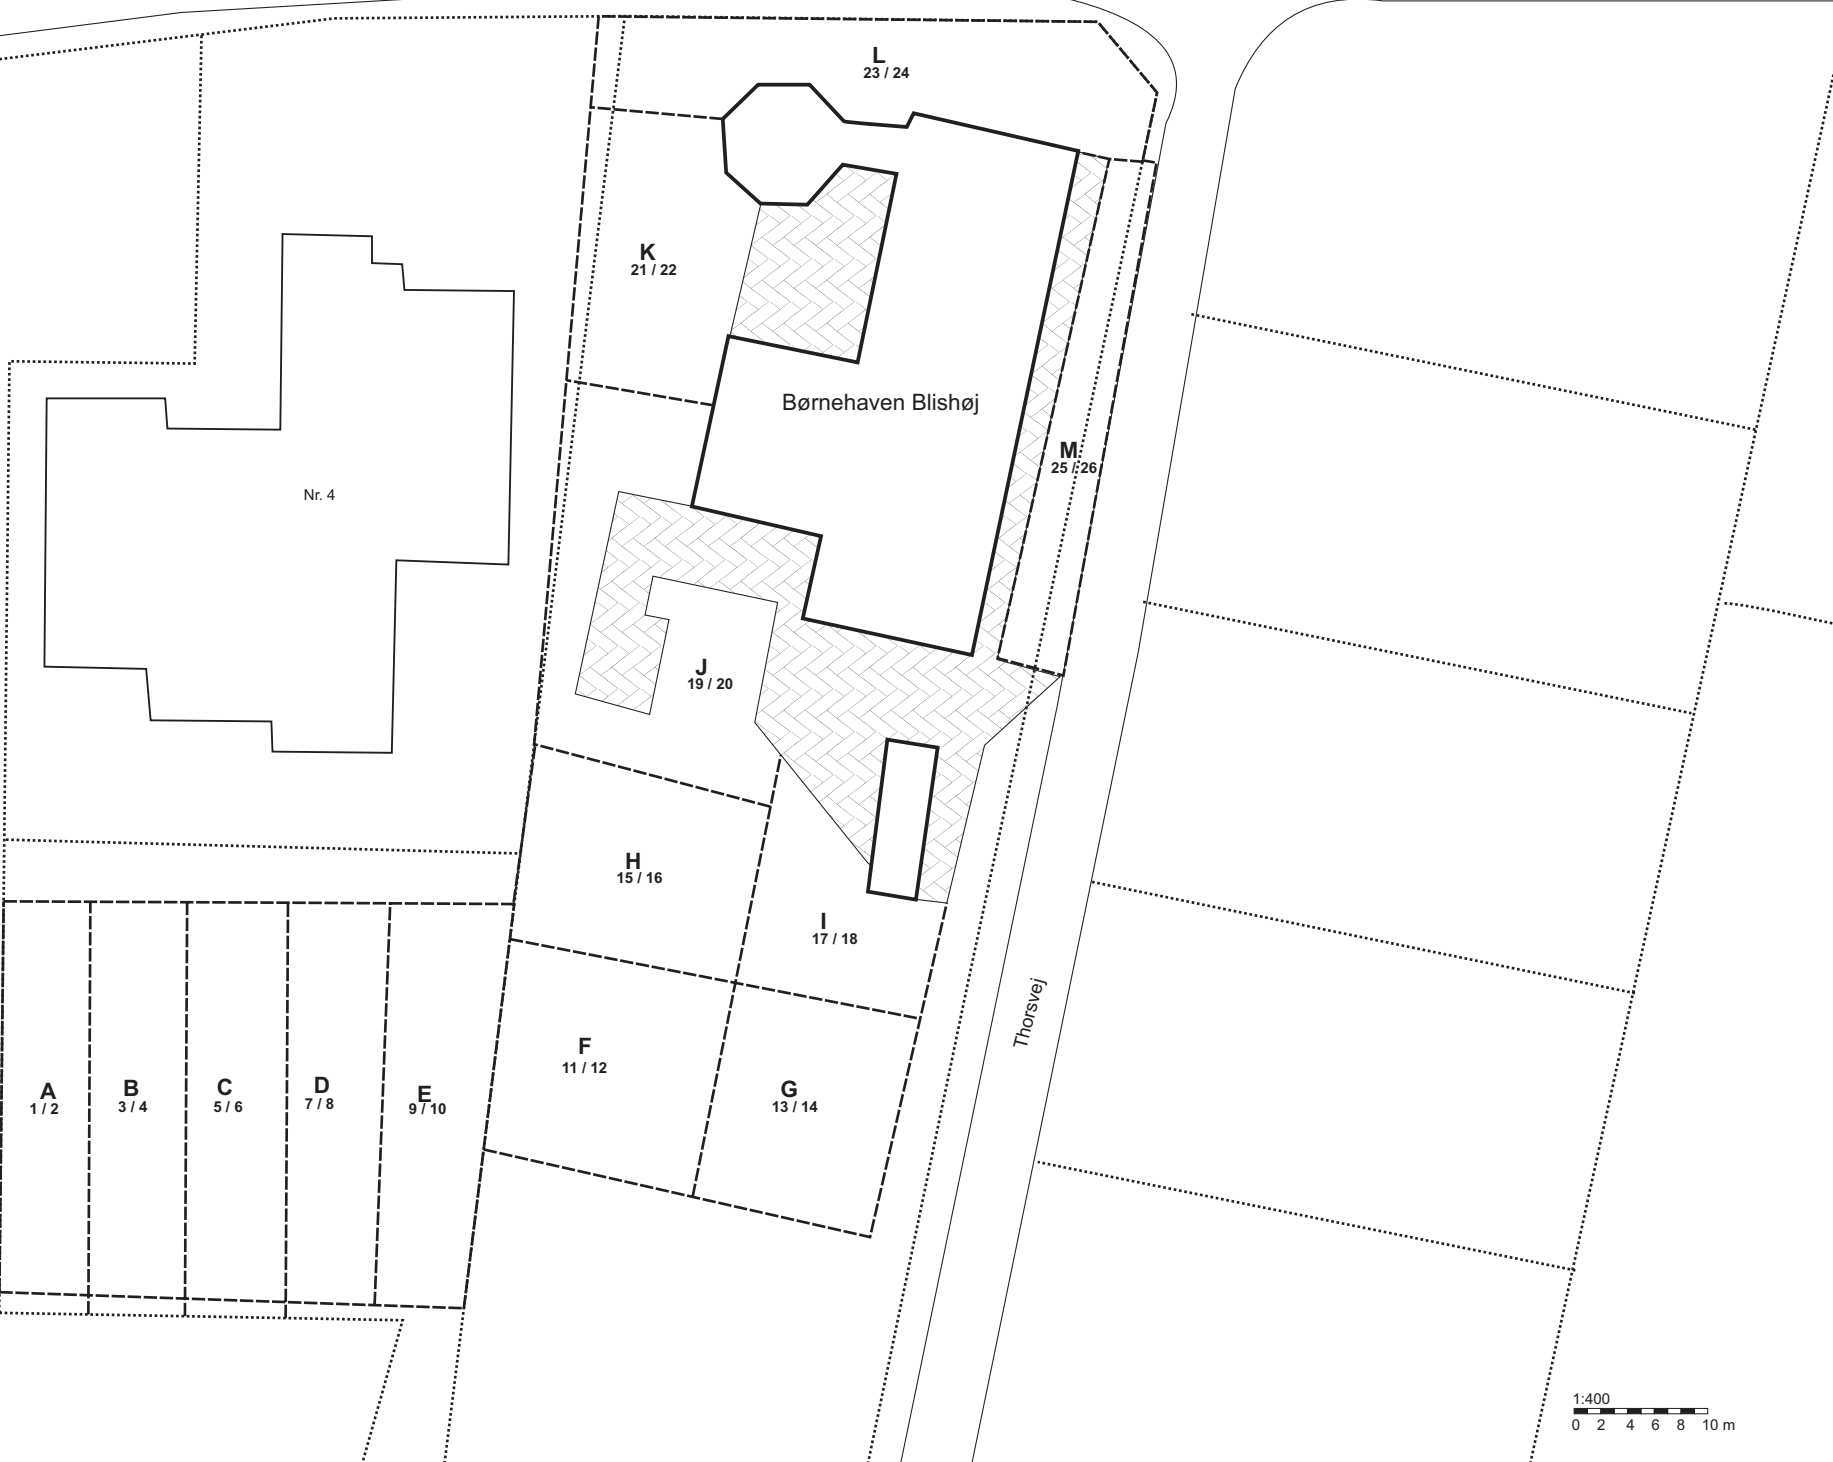 L
23 / 24
K
21 / 22
Børnehaven Blishøj
M
25 / 26
Nr. 4
J
19 / 20
H
15 / 16
I
17 / 18
Thorsvej
F
11 / 12
G
13 / 14
A
1 / 2
B
3 / 4
C
5 / 6
D
7 / 8
E
9 / 10
1:400
0 2 4 6 8 10 m